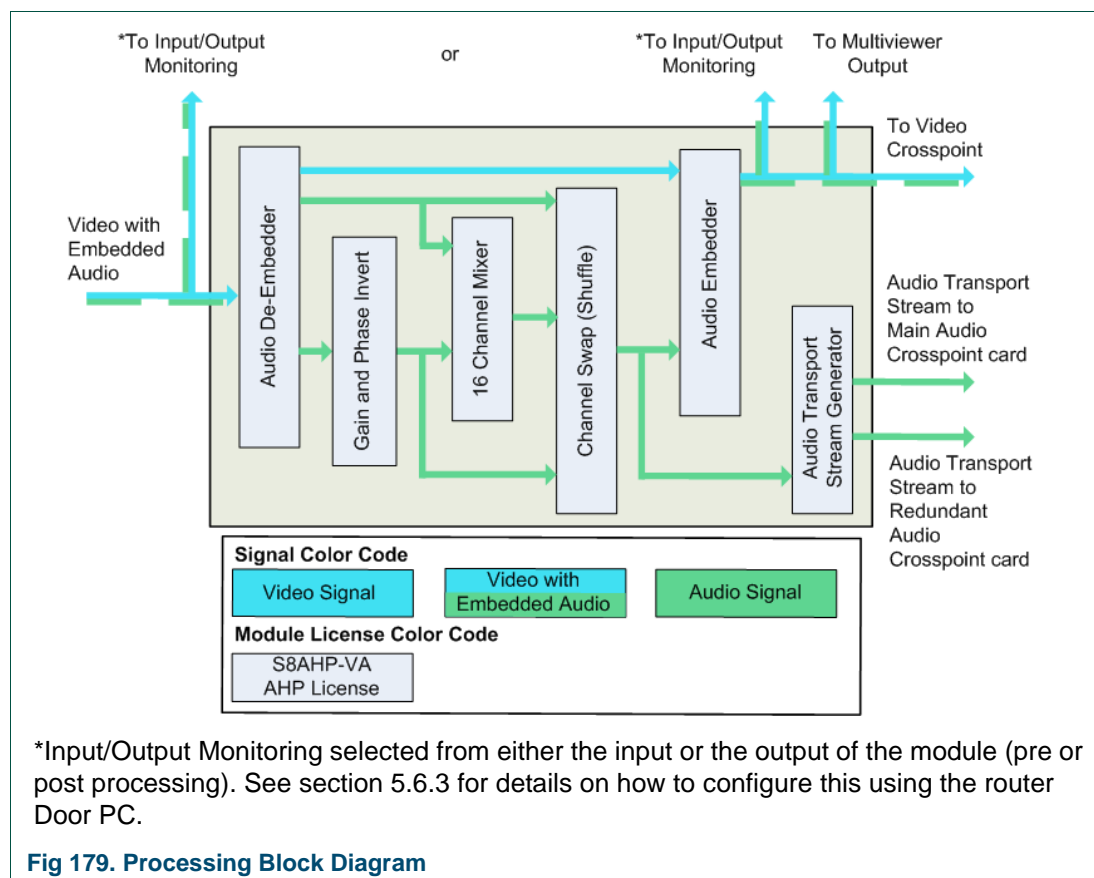 *To Input/Output
Monitoring
or
*To Input/Output
Monitoring
To Multiviewer
Output
To Video
Crosspoint
Video with
Embedded
Audio
Audio De-Embedder
Gain and Phase Invert
16 Channel Mixer
Channel Swap (Shuffle)
Audio Embedder
Audio Transport
Stream Generator
Audio Transport
Stream to
Main Audio
Crosspoint card
Audio Transport
Stream to
Redundant
Audio
Crosspoint card
Signal Color Code
Video Signal
Video with
Embedded Audio
Audio Signal
Module License Color Code
S8AHP-VA
AHP License
*Input/Output Monitoring selected from either the input or the output of the module (pre or
post processing). See section 5.6.3 for details on how to configure this using the router
Door PC.
Fig 179. Processing Block Diagram